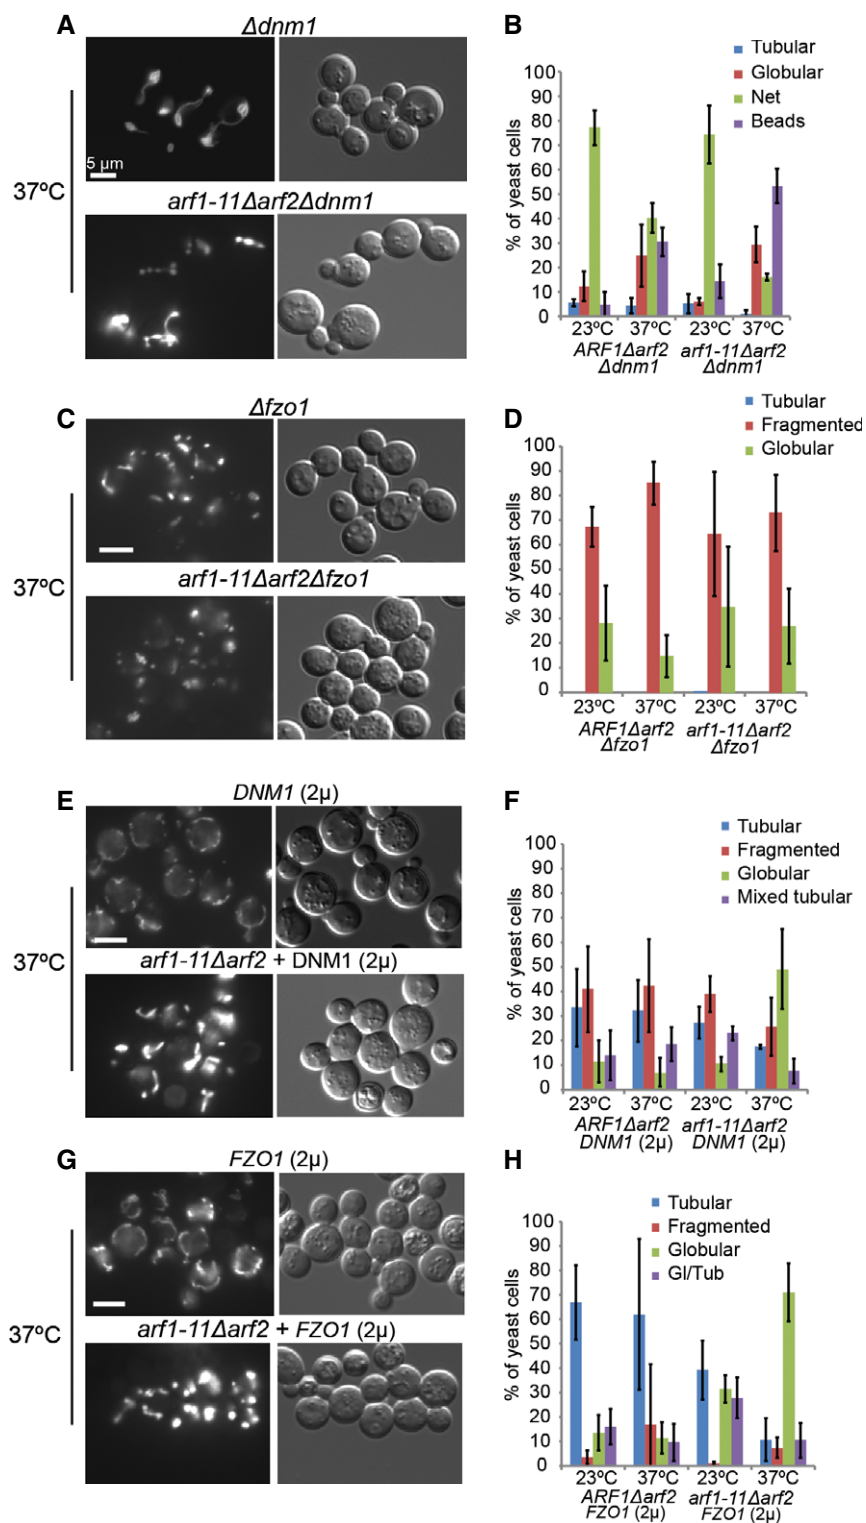 A
Δdnm1
5 μm
37ºC
arf1-11Δarf2Δdnm1
B
Tubular
Globular
Net
Beads
% of yeast cells
100
90
80
70
60
50
40
30
20
10
0
23ºC 37ºC 23ºC 37ºC
ARF1Δarf2 arf1-11Δarf2
Δdnm1 Δdnm1
C
Δfzo1
37ºC
arf1-11Δarf2Δfzo1
D
Tubular
Fragmented
Globular
% of yeast cells
100
90
80
70
60
50
40
30
20
10
0
23ºC 37ºC 23ºC 37ºC
ARF1Δarf2 arf1-11Δarf2
Δfzo1 Δfzo1
E
DNM1 (2μ)
37ºC
arf1-11Δarf2 + DNM1 (2μ)
F
Tubular
Fragmented
Globular
Mixed tubular
% of yeast cells
100
90
80
70
60
50
40
30
20
10
0
23ºC 37ºC 23ºC 37ºC
ARF1Δarf2 arf1-11Δarf2
DNM1 (2μ) DNM1 (2μ)
G
FZO1 (2μ)
37ºC
arf1-11Δarf2 + FZO1 (2μ)
H
Tubular
Fragmented
Globular
Gl/Tub
% of yeast cells
100
90
80
70
60
50
40
30
20
10
0
23ºC 37ºC 23ºC 37ºC
ARF1Δarf2 arf1-11Δarf2
FZO1 (2μ) FZO1 (2μ)